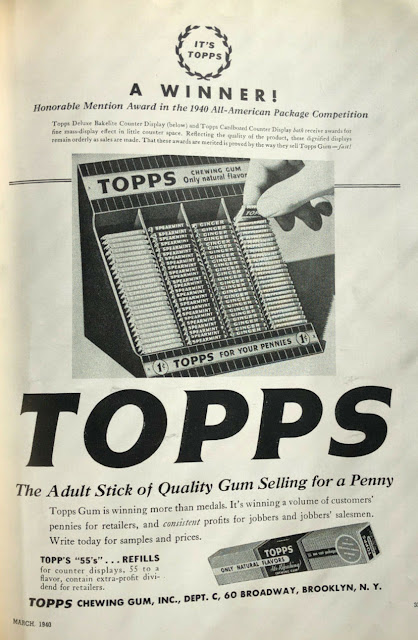 IT'S
TOPPS
A WINNER!
Honorable Mention Award in the 1940 All-American Package Competition
Topps Deluxe Bakelite Counter Display (below) and Topps Cardboard Counter Display both receive awards for
fine mass-display effect in little counter space. Reflecting the quality of the product, these dignified displays
remain orderly as sales are made. That these awards are merited is proved by the way they sell Topps Gum—fast!
TOPPS CHEWING GUM
Only natural flavor
TOPPS
SPEARMINT GINGER
1¢ TOPPS FOR YOUR PENNIES 1¢
TOPPS
The Adult Stick of Quality Gum Selling for a Penny
Topps Gum is winning more than medals. It's winning a volume of customers'
pennies for retailers, and consistent profits for jobbers and jobbers' salesmen.
Write today for samples and prices.
TOPP'S "55's" . . . REFILLS
for counter displays, 55 to a
flavor, contain extra-profit divi-
dend for retailers.
TOPPS
ONLY NATURAL FLAVORS
CHEWING GUM
TOPPS CHEWING GUM, INC., DEPT. C, 60 BROADWAY, BROOKLYN, N. Y.
MARCH, 1940